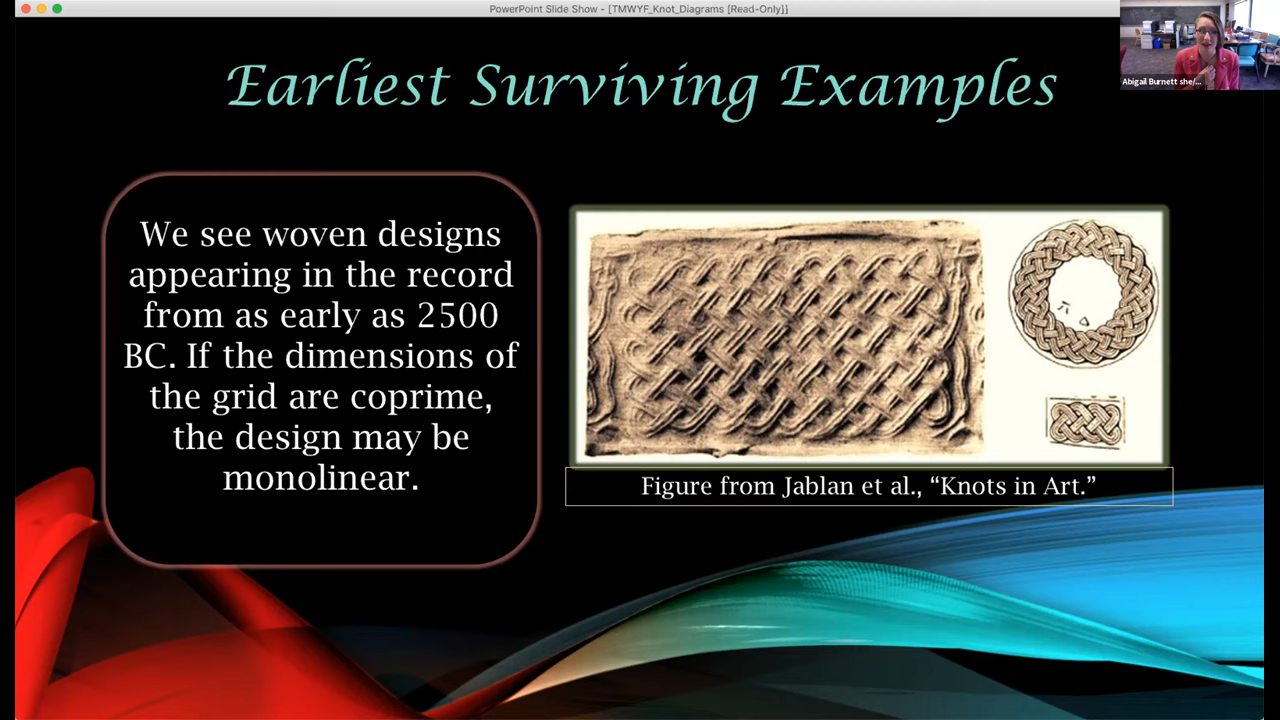 PowerPoint Slide Show - [TMWYF_Knot_Diagrams [Read-Only]]
Abigail Burnett she/...
Earliest Surviving Examples
We see woven designs
appearing in the record
from as early as 2500
BC. If the dimensions of
the grid are coprime,
the design may be
monolinear.
Figure from Jablan et al., “Knots in Art.”